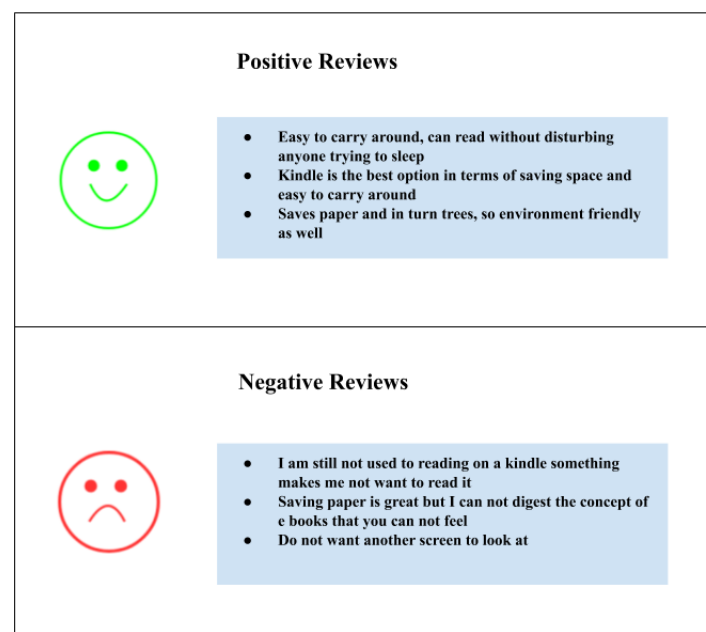 Positive Reviews
● Easy to carry around, can read without disturbing
anyone trying to sleep
● Kindle is the best option in terms of saving space and
easy to carry around
● Saves paper and in turn trees, so environment friendly
as well
Negative Reviews
● I am still not used to reading on a kindle something
makes me not want to read it
● Saving paper is great but I can not digest the concept of
e books that you can not feel
● Do not want another screen to look at